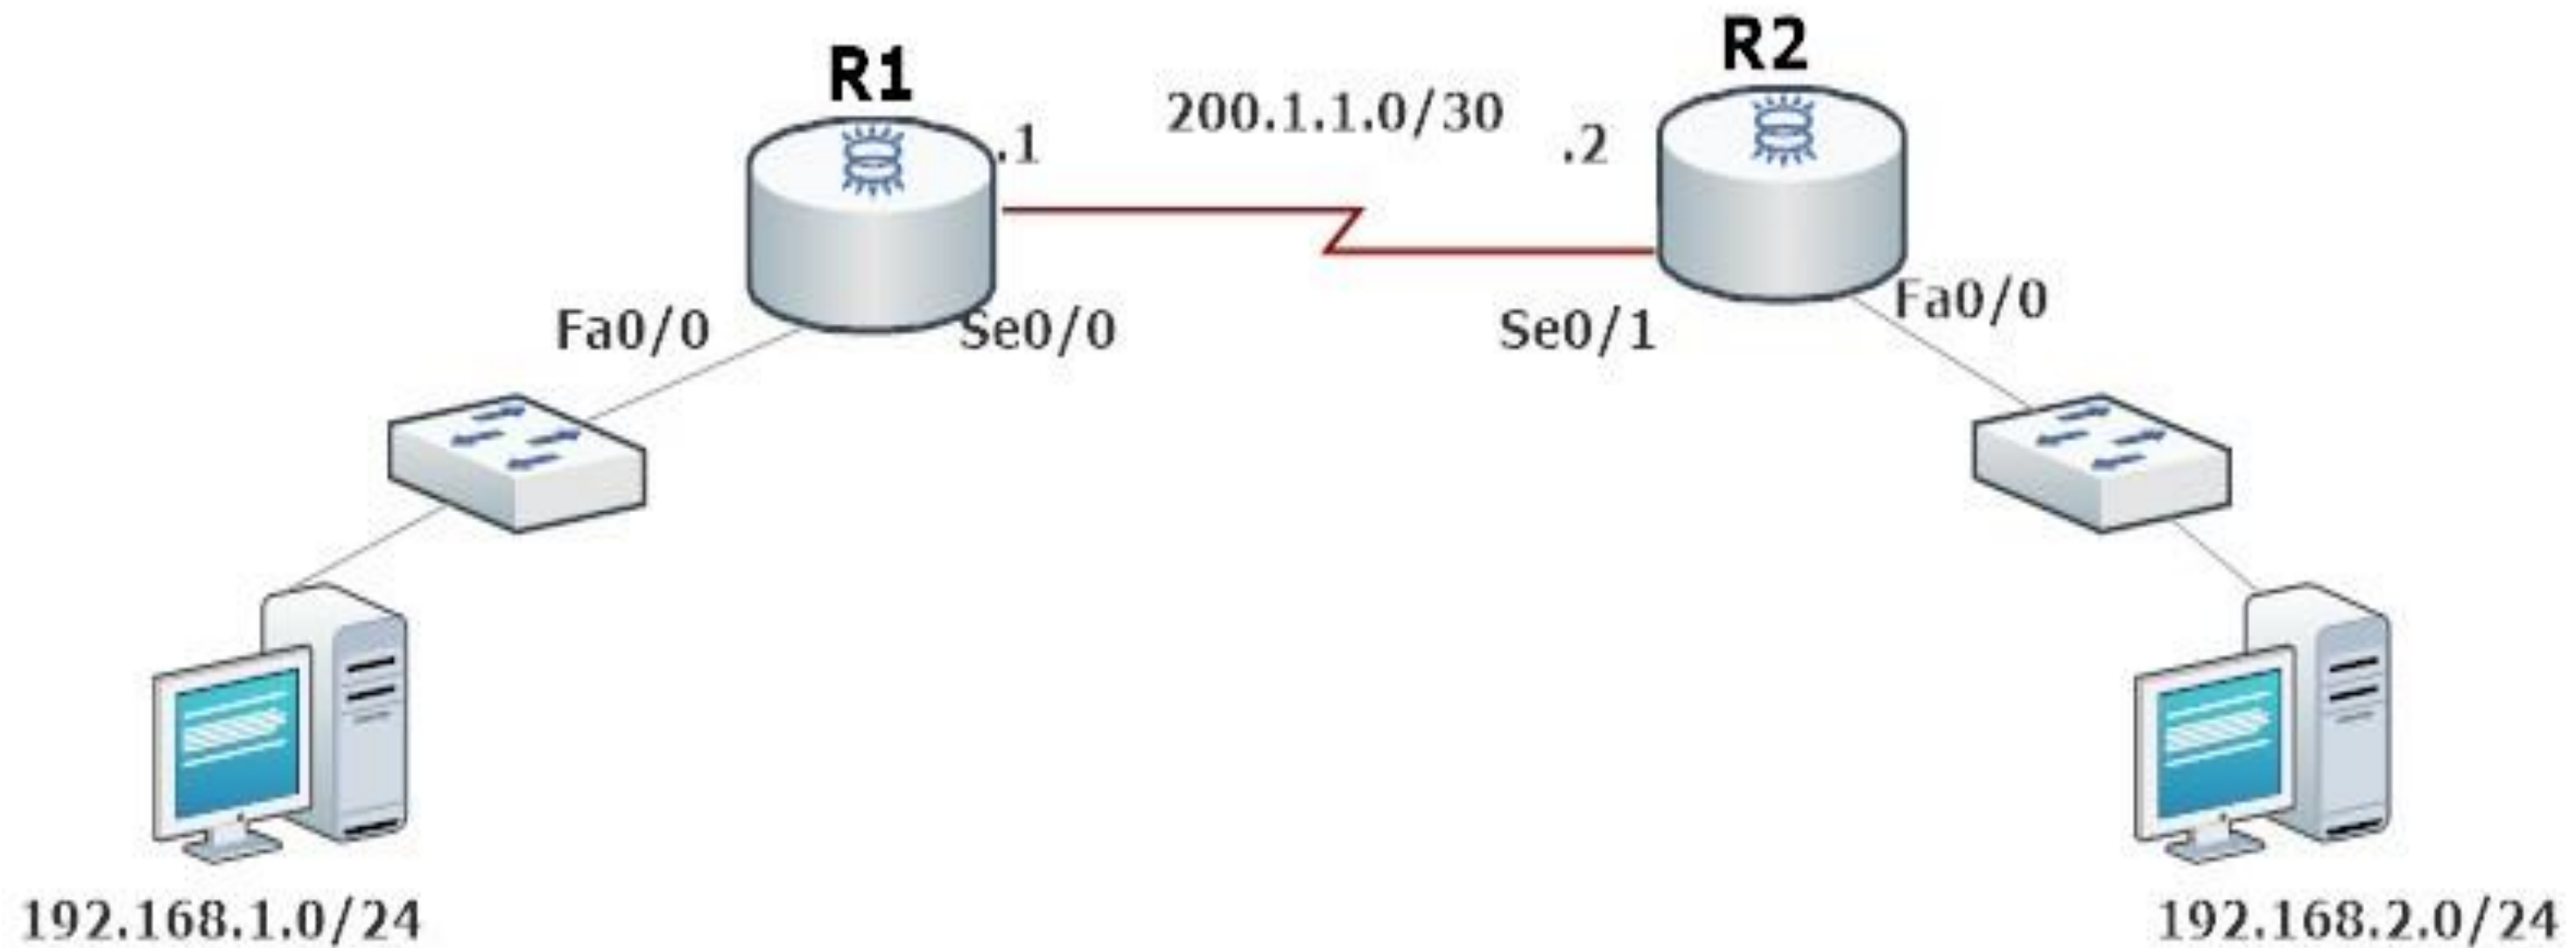 R1
R2
200.1.1.0/30
.1
.2
Fa0/0
Se0/0
Se0/1
Fa0/0
192.168.1.0/24
192.168.2.0/24